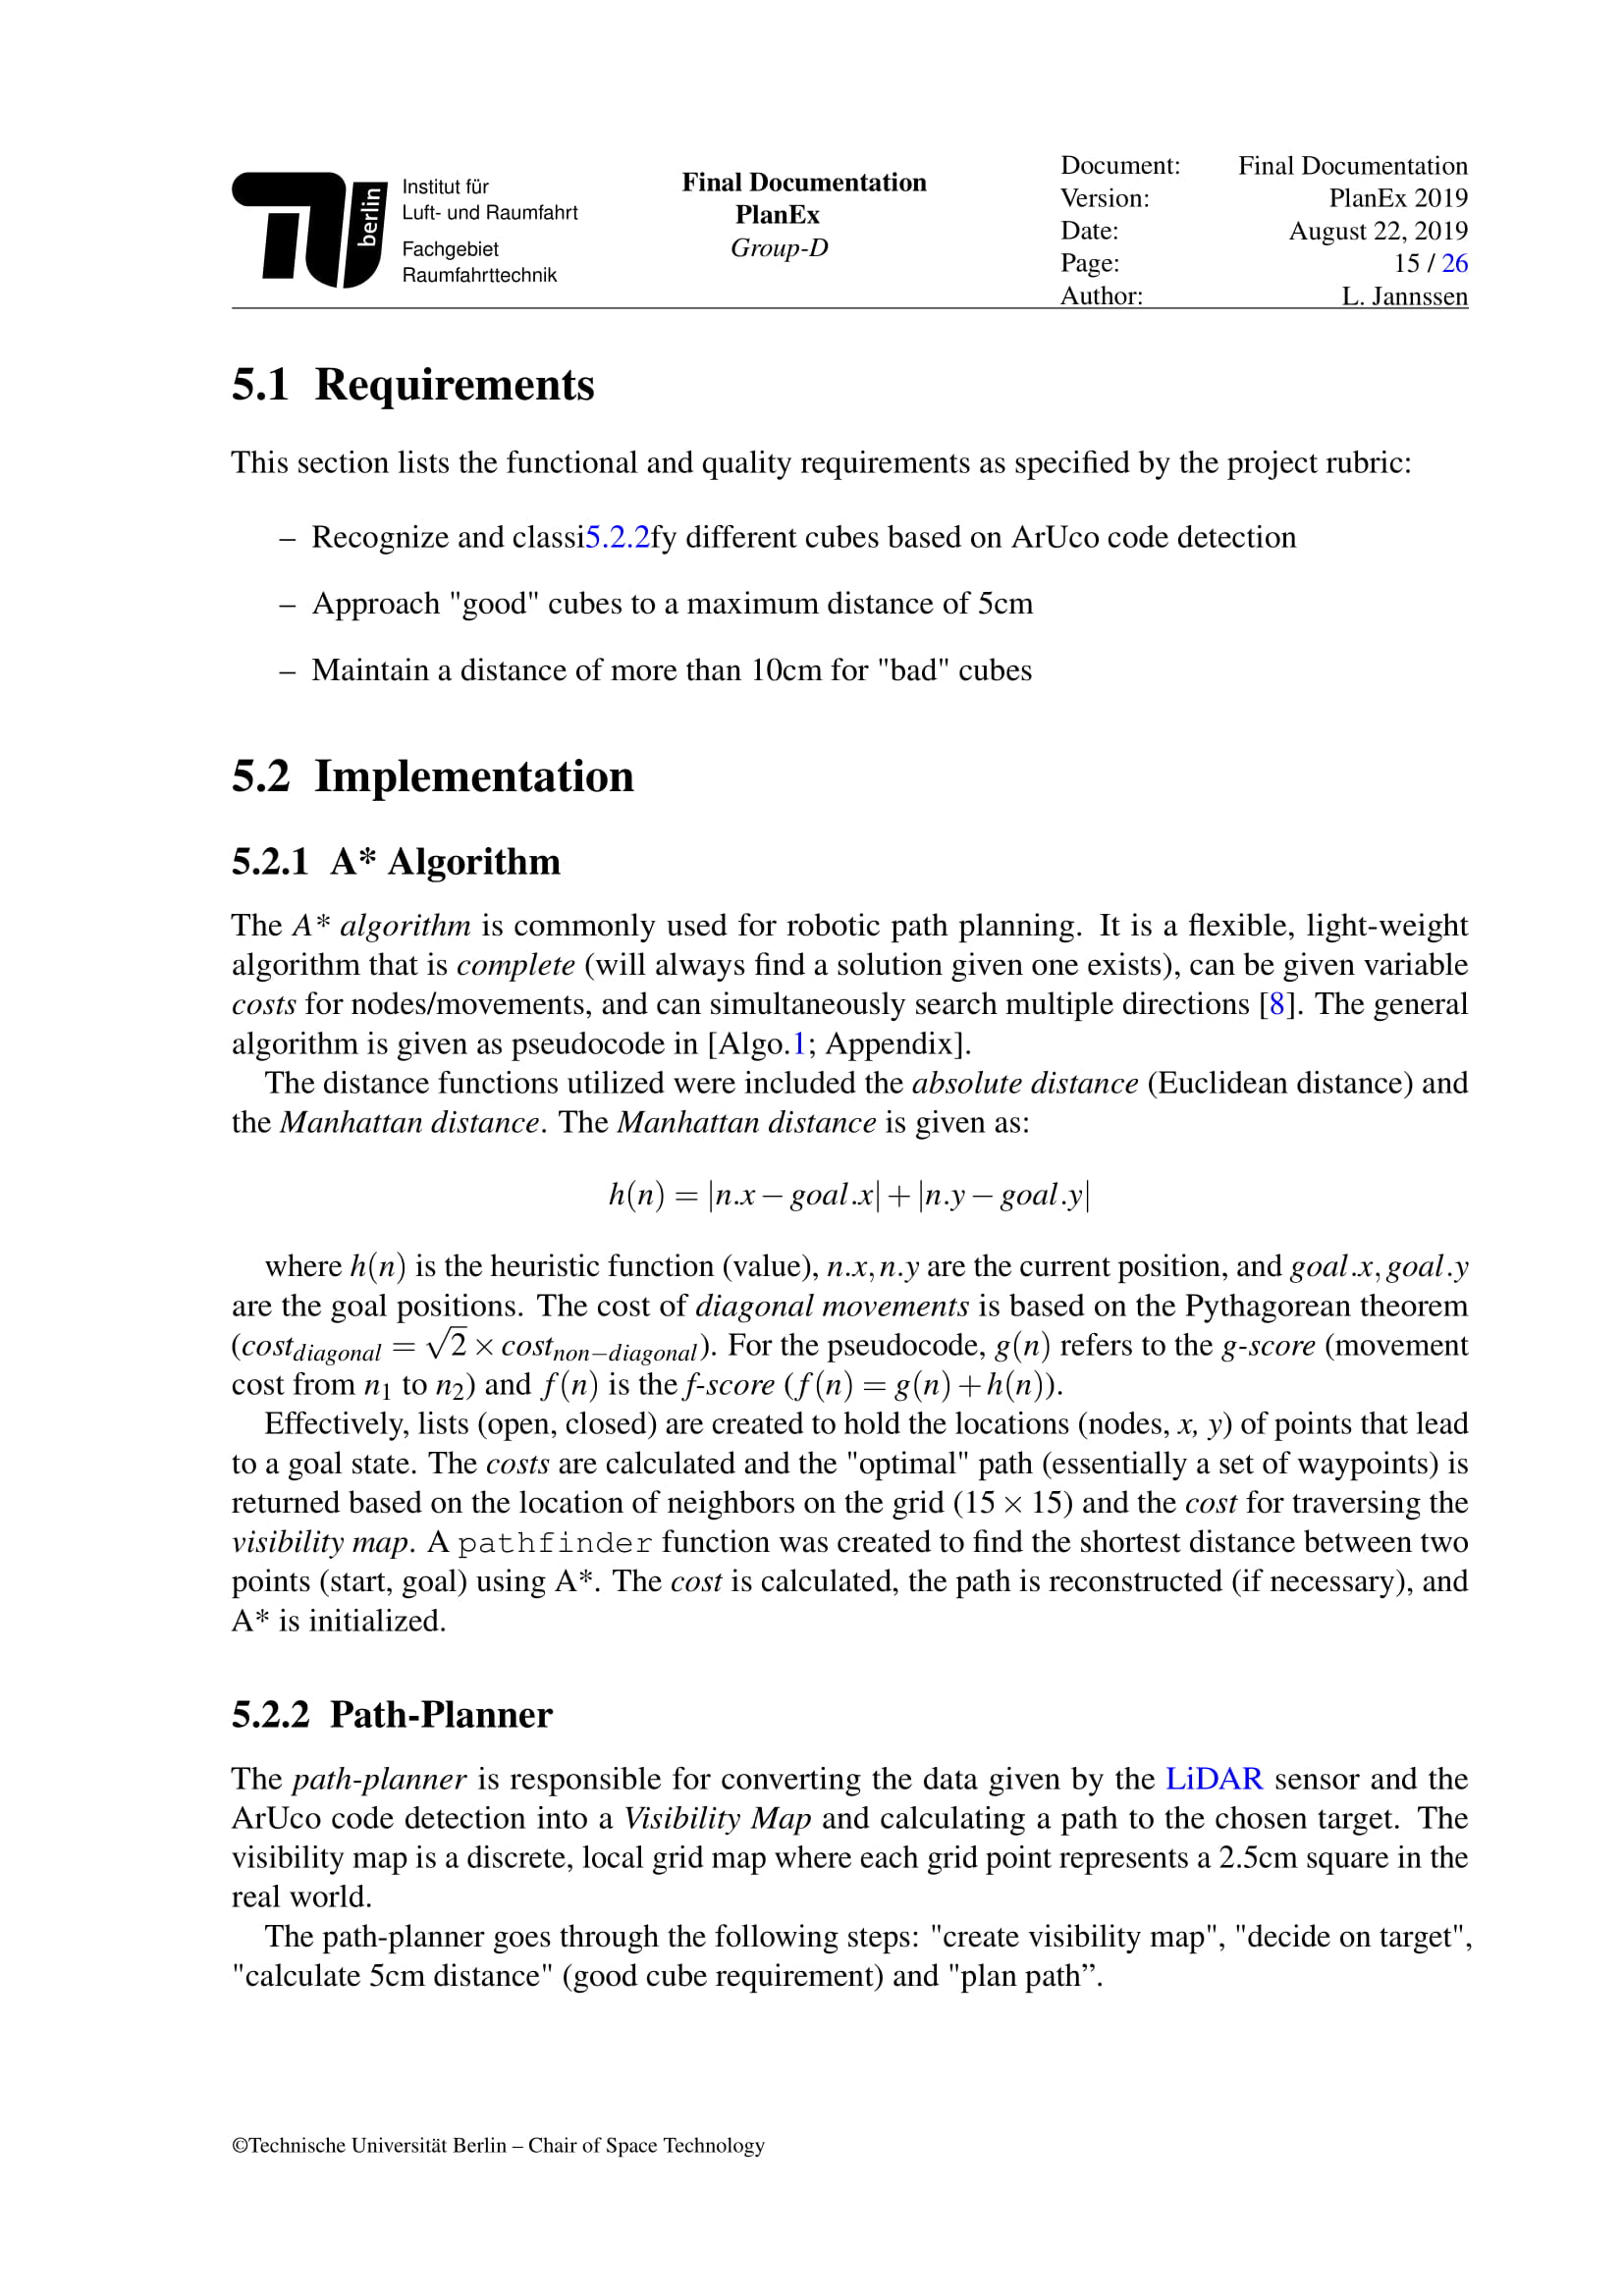 berlin
Institut für
Luft- und Raumfahrt
Fachgebiet
Raumfahrttechnik
Final Documentation
PlanEx
Group-D
Document: Final Documentation
Version: PlanEx 2019
Date: August 22, 2019
Page: 15 / 26
Author: L. Jannssen
5.1 Requirements
This section lists the functional and quality requirements as specified by the project rubric:
– Recognize and classi5.2.2fy different cubes based on ArUco code detection
– Approach "good" cubes to a maximum distance of 5cm
– Maintain a distance of more than 10cm for "bad" cubes
5.2 Implementation
5.2.1 A* Algorithm
The A* algorithm is commonly used for robotic path planning. It is a flexible, light-weight
algorithm that is complete (will always find a solution given one exists), can be given variable
costs for nodes/movements, and can simultaneously search multiple directions [8]. The general
algorithm is given as pseudocode in [Algo.1; Appendix].
The distance functions utilized were included the absolute distance (Euclidean distance) and
the Manhattan distance. The Manhattan distance is given as:
h(n) = |n.x − goal.x| + |n.y − goal.y|
where h(n) is the heuristic function (value), n.x, n.y are the current position, and goal.x, goal.y
are the goal positions. The cost of diagonal movements is based on the Pythagorean theorem
(cost_diagonal = √2 × cost_non−diagonal). For the pseudocode, g(n) refers to the g-score (movement
cost from n₁ to n₂) and f(n) is the f-score (f(n) = g(n) + h(n)).
Effectively, lists (open, closed) are created to hold the locations (nodes, x, y) of points that lead
to a goal state. The costs are calculated and the "optimal" path (essentially a set of waypoints) is
returned based on the location of neighbors on the grid (15 × 15) and the cost for traversing the
visibility map. A pathfinder function was created to find the shortest distance between two
points (start, goal) using A*. The cost is calculated, the path is reconstructed (if necessary), and
A* is initialized.
5.2.2 Path-Planner
The path-planner is responsible for converting the data given by the LiDAR sensor and the
ArUco code detection into a Visibility Map and calculating a path to the chosen target. The
visibility map is a discrete, local grid map where each grid point represents a 2.5cm square in the
real world.
The path-planner goes through the following steps: "create visibility map", "decide on target",
"calculate 5cm distance" (good cube requirement) and "plan path”.
©Technische Universität Berlin – Chair of Space Technology